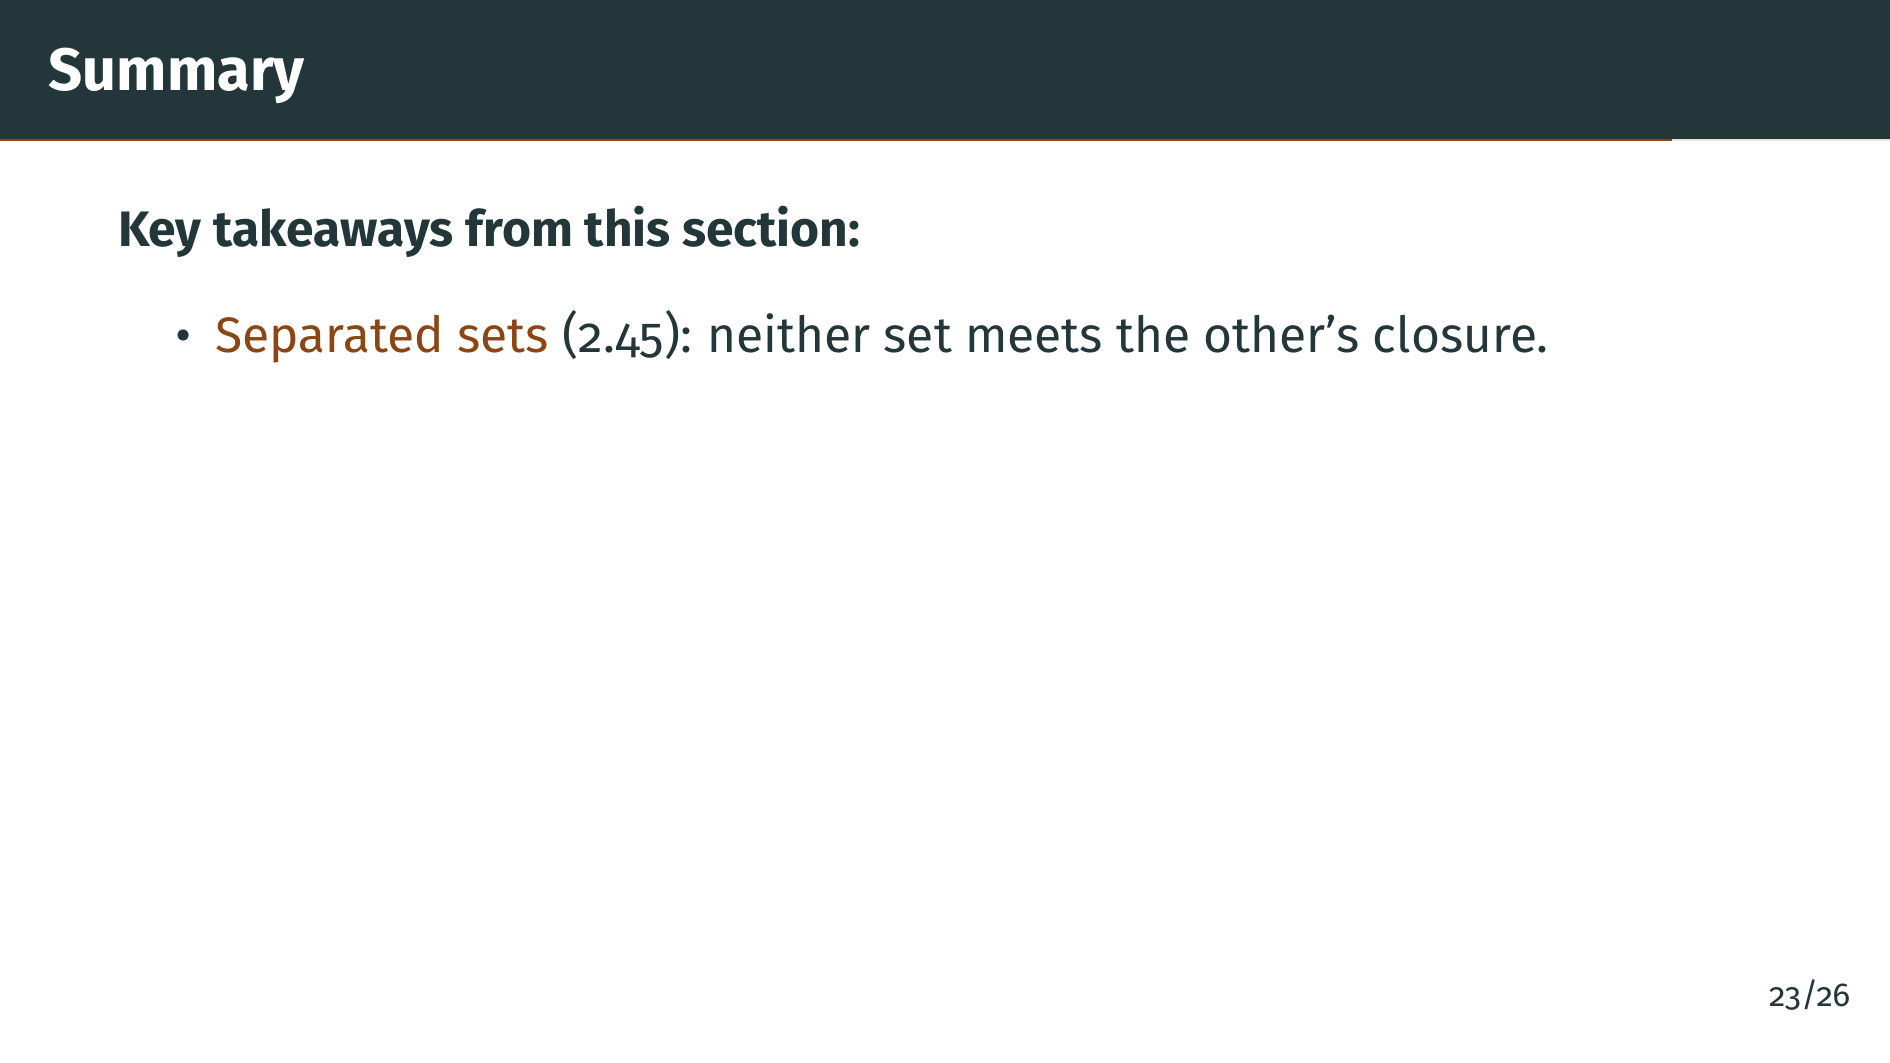 Summary
Key takeaways from this section:
• Separated sets (2.45): neither set meets the other’s closure.
23/26